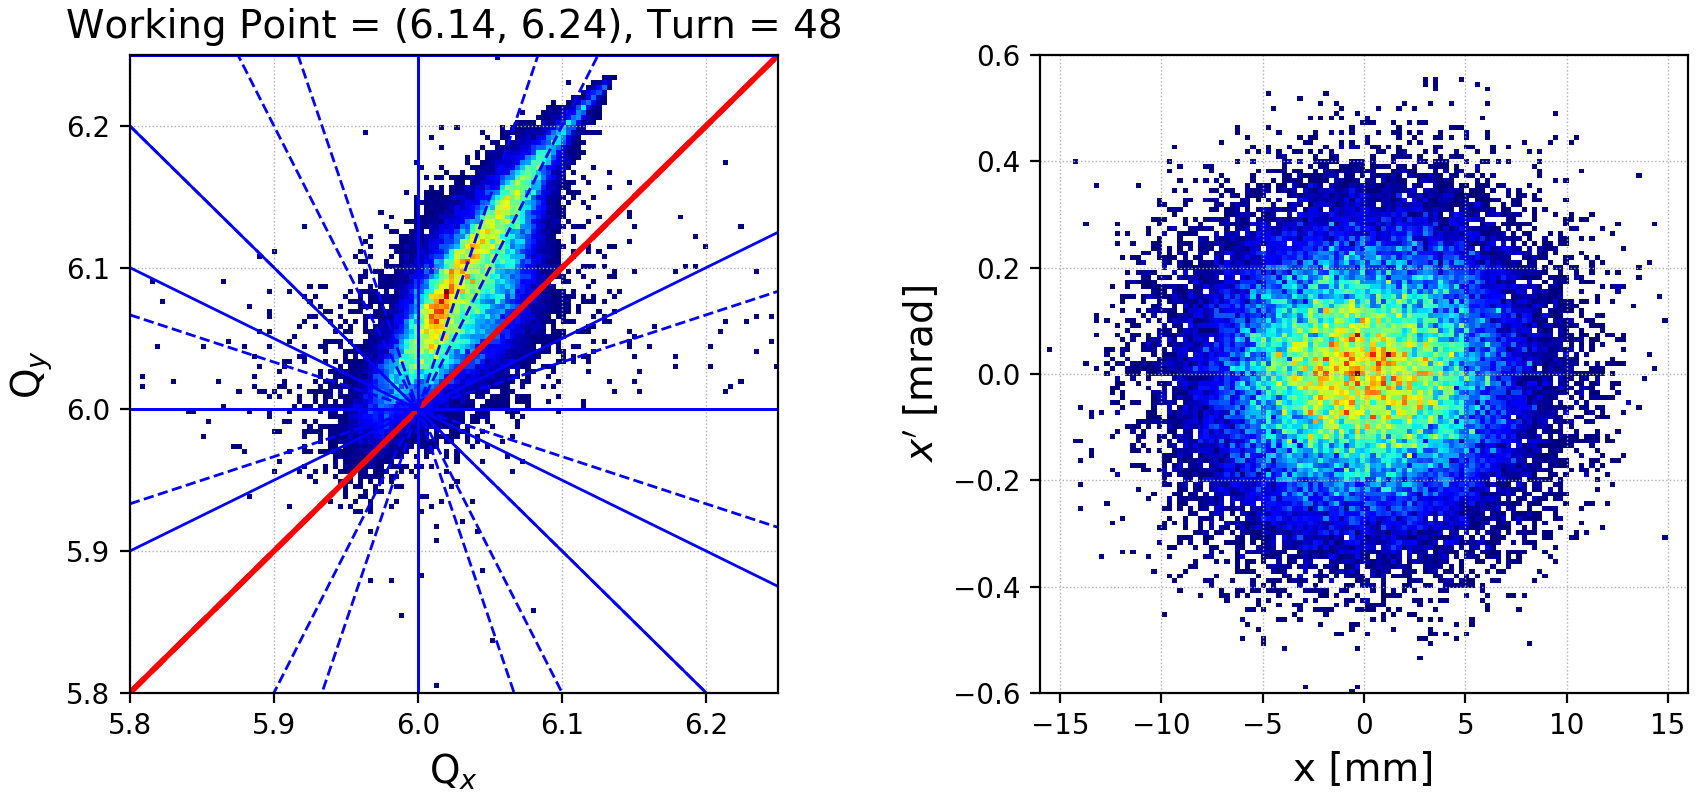 Working Point = (6.14, 6.24), Turn = 48
6.2
6.1
6.0
5.9
5.8
Qy
5.8 5.9 6.0 6.1 6.2
Qx
0.6
0.4
0.2
0.0
−0.2
−0.4
−0.6
x′ [mrad]
−15 −10 −5 0 5 10 15
x [mm]